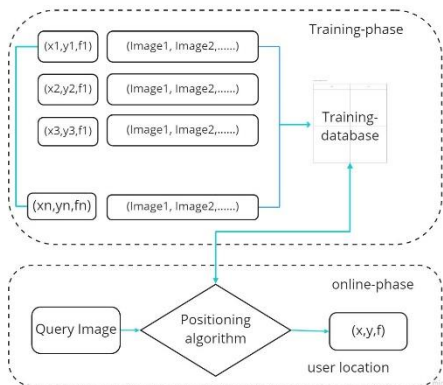 Training-phase
(x1,y1,f1) (Image1, Image2,......)
(x2,y2,f1) (Image1, Image2,......)
(x3,y3,f1) (Image1, Image2,......)
Training-
database
(xn,yn,fn) (Image1, Image2,......)
online-phase
Query Image
Positioning
algorithm
(x,y,f)
user location